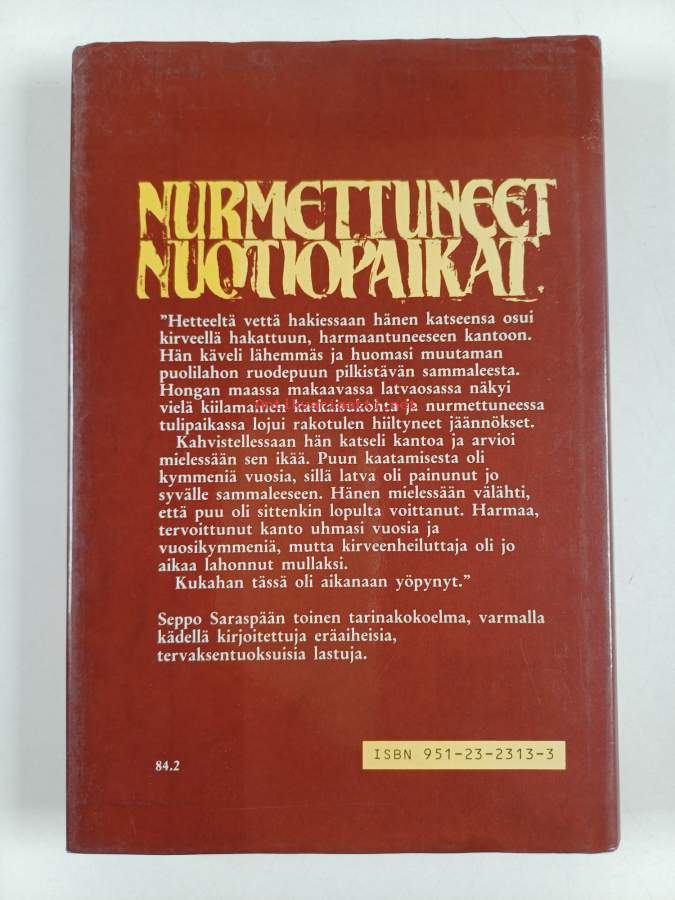 NURMETTUNEET
NUOTIOPAIKAT
"Hetteeltä vettä hakiessaan hänen katseensa osui
kirveellä hakattuun, harmaantuneeseen kantoon.
Hän käveli lähemmäs ja huomasi muutaman
puolilahon ruodepuun pilkistävän sammaleesta.
Hongan maassa makaavassa latvaosassa näkyi
vielä kiilamainen katkaisukohta ja nurmettuneessa
tulipaikassa lojui rakotulen hiiltyneet jäännökset.
Kahvistellessaan hän katseli kantoa ja arvioi
mielessään sen ikää. Puun kaatamisesta oli
kymmeniä vuosia, sillä latva oli painunut jo
syvälle sammaleeseen. Hänen mielessään välähti,
että puu oli sittenkin lopulta voittanut. Harmaa,
tervoittunut kanto uhmasi vuosia ja
vuosikymmeniä, mutta kirveenheiluttaja oli jo
aikaa lahonnut mullaksi.
Kukahan tässä oli aikanaan yöpynyt."
Seppo Saraspään toinen tarinakokoelma, varmalla
kädellä kirjoitettuja eräaiheisia,
tervaksentuoksuisia lastuja.
84.2
ISBN 951-23-2313-3